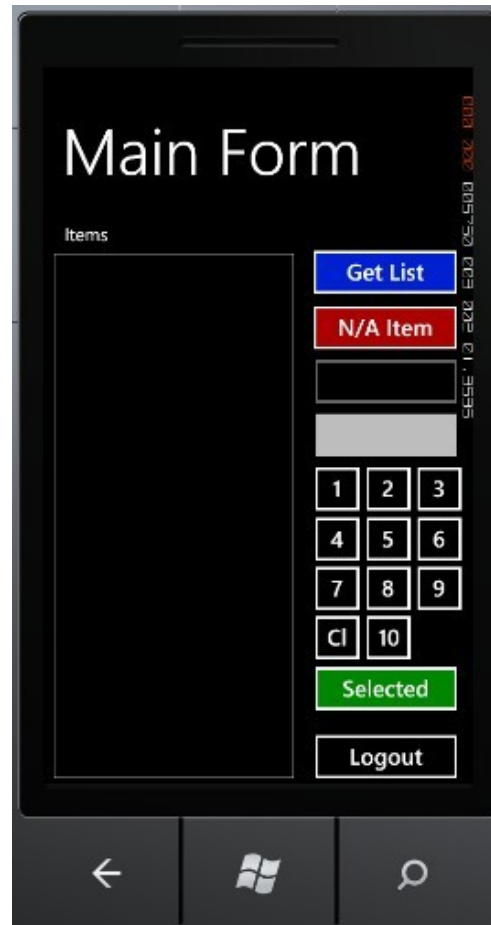 Main Form
Items
Get List
N/A Item
1 2 3
4 5 6
7 8 9
Cl 10
Selected
Logout